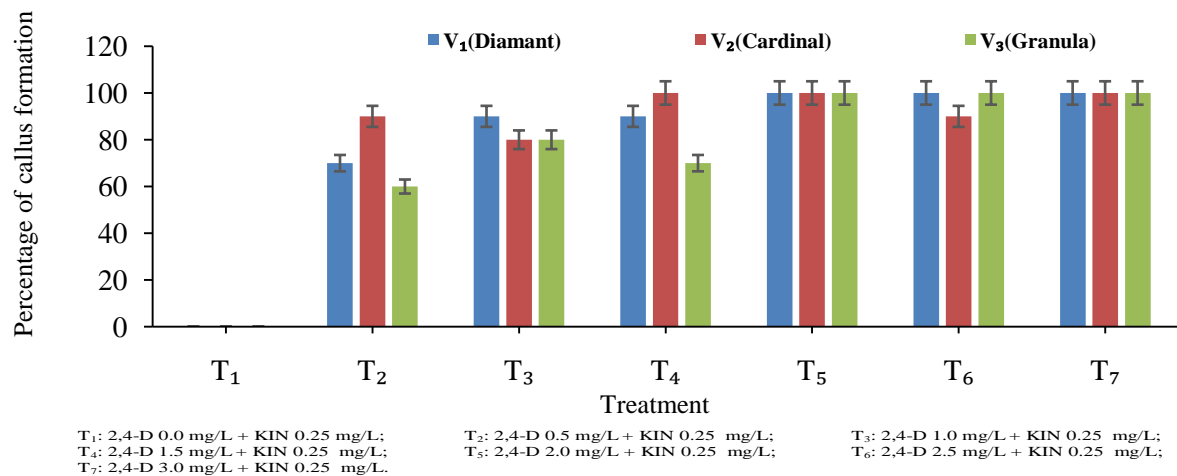 Percentage of callus formation
V₁(Diamant) V₂(Cardinal) V₃(Granula)
120
100
80
60
40
20
0
T₁ T₂ T₃ T₄ T₅ T₆ T₇
Treatment
T₁: 2,4-D 0.0 mg/L + KIN 0.25 mg/L; T₂: 2,4-D 0.5 mg/L + KIN 0.25 mg/L; T₃: 2,4-D 1.0 mg/L + KIN 0.25 mg/L;
T₄: 2,4-D 1.5 mg/L + KIN 0.25 mg/L; T₅: 2,4-D 2.0 mg/L + KIN 0.25 mg/L; T₆: 2,4-D 2.5 mg/L + KIN 0.25 mg/L;
T₇: 2,4-D 3.0 mg/L + KIN 0.25 mg/L.